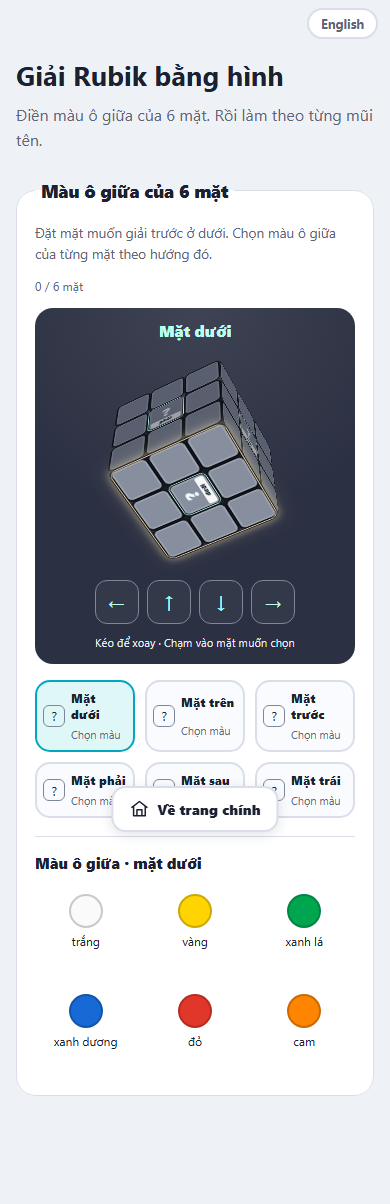 English
Giải Rubik bằng hình
Điền màu ô giữa của 6 mặt. Rồi làm theo từng mũi
tên.
Màu ô giữa của 6 mặt
Đặt mặt muốn giải trước ở dưới. Chọn màu ô giữa
của từng mặt theo hướng đó.
0 / 6 mặt
Mặt dưới
?
?
← ↑ ↓ →
Kéo để xoay · Chạm vào mặt muốn chọn
? Mặt dưới Chọn màu
? Mặt trên Chọn màu
? Mặt trước Chọn màu
? Mặt phải Chọn
Mặt sau
Mặt trái Chọn màu
Về trang chính
Màu ô giữa · mặt dưới
trắng vàng xanh lá
xanh dương đỏ cam